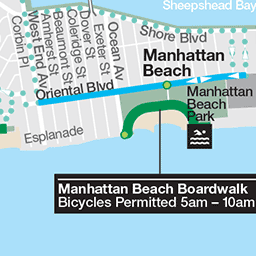 Sheepshead Bay
Shore Blvd
Corbin Pl
West End Av
Amherst St
Beaumont St
Coleridge St
Dover St
Exeter St
Ocean Av
Manhattan
Beach
Oriental Blvd
Manhattan
Beach
Park
Esplanade
Manhattan Beach Boardwalk
Bicycles Permitted 5am – 10am